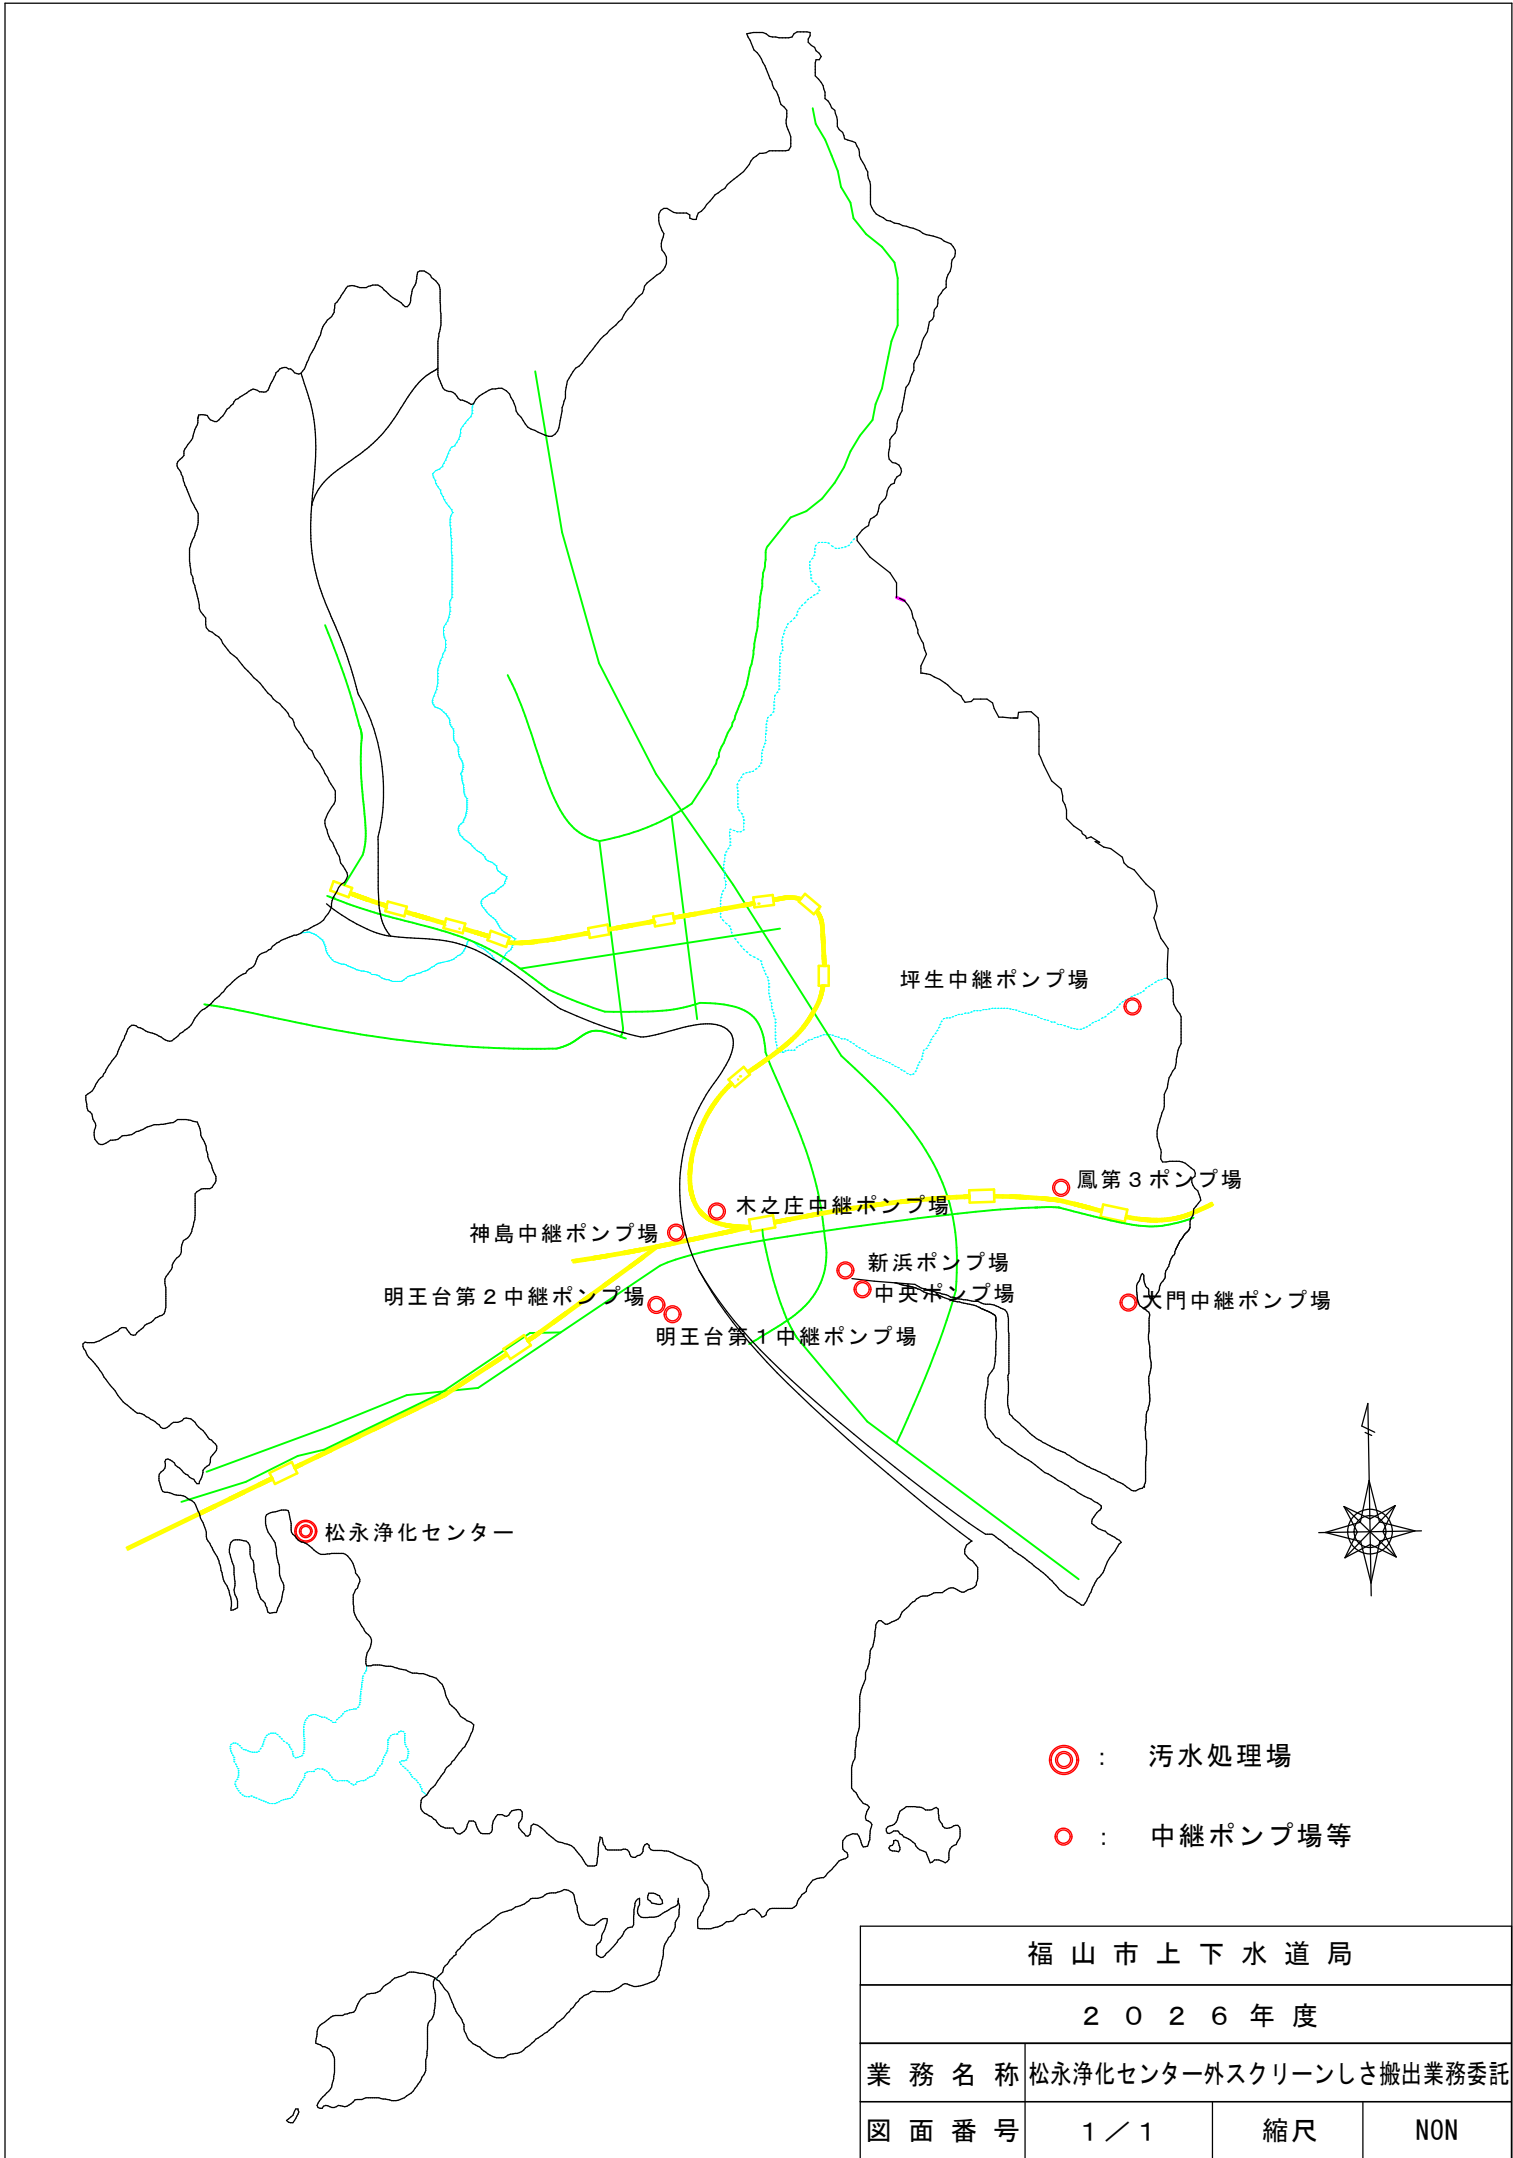 坪生中継ポンプ場
鳳第３ポンプ場
木之庄中継ポンプ場
神島中継ポンプ場
新浜ポンプ場
中央ポンプ場
明王台第２中継ポンプ場
大門中継ポンプ場
明王台第１中継ポンプ場
松永浄化センター
： 汚水処理場
： 中継ポンプ場等
福山市上下水道局
２０２６年度
業務名称 松永浄化センター外スクリーンしさ搬出業務委託
図面番号 １／１ 縮尺 NON